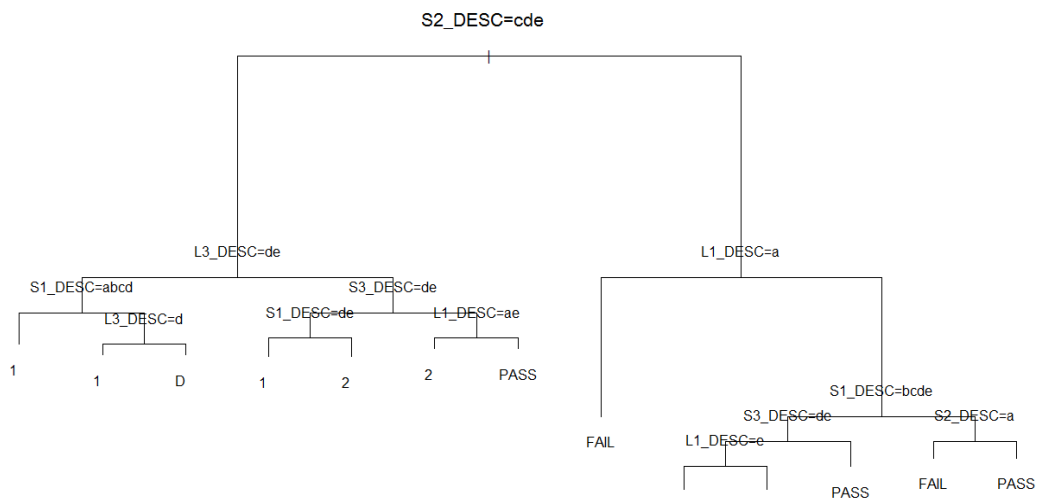 S2_DESC=cde
L3_DESC=de
L1_DESC=a
S1_DESC=abcd
S3_DESC=de
L3_DESC=d
S1_DESC=de
L1_DESC=ae
1
1
D
1
2
2
PASS
S1_DESC=bcde
S3_DESC=de
S2_DESC=a
FAIL
L1_DESC=e
PASS
FAIL
PASS